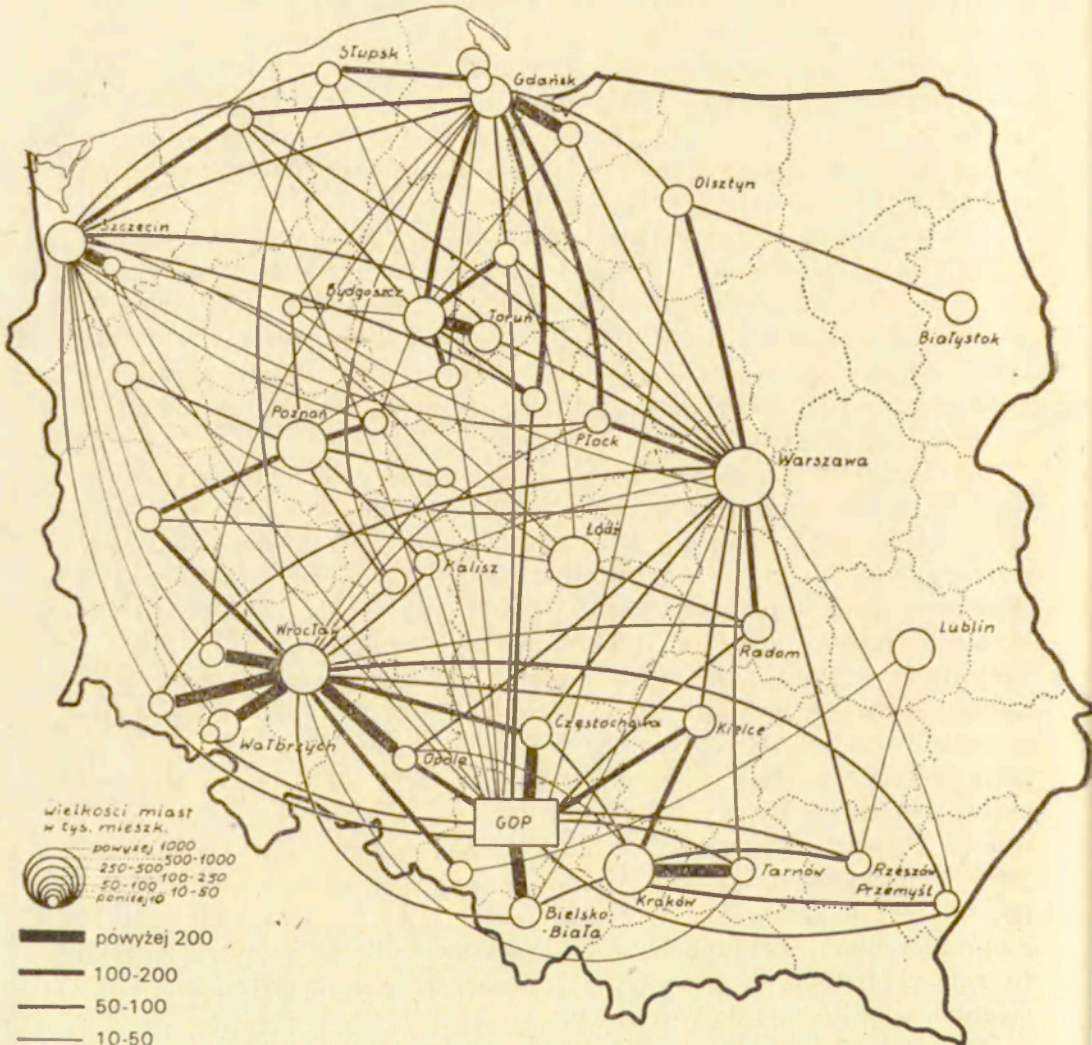 Słupsk
Gdańsk
Olsztyn
Szczecin
Bydgoszcz
Toruń
Białystok
Poznań
Płock
Warszawa
Łódź
Kalisz
Wrocław
Radom
Lublin
Częstochowa
Kielce
Wałbrzych
Opole
GOP
Tarnów
Rzeszów
Przemyśl
Kraków
Bielsko-
-Biała
wielkości miast
w tys. mieszk.
powyżej 1000
500-1000
250-500
100-250
50-100
10-50
poniżej 10
powyżej 200
100-200
50-100
10-50